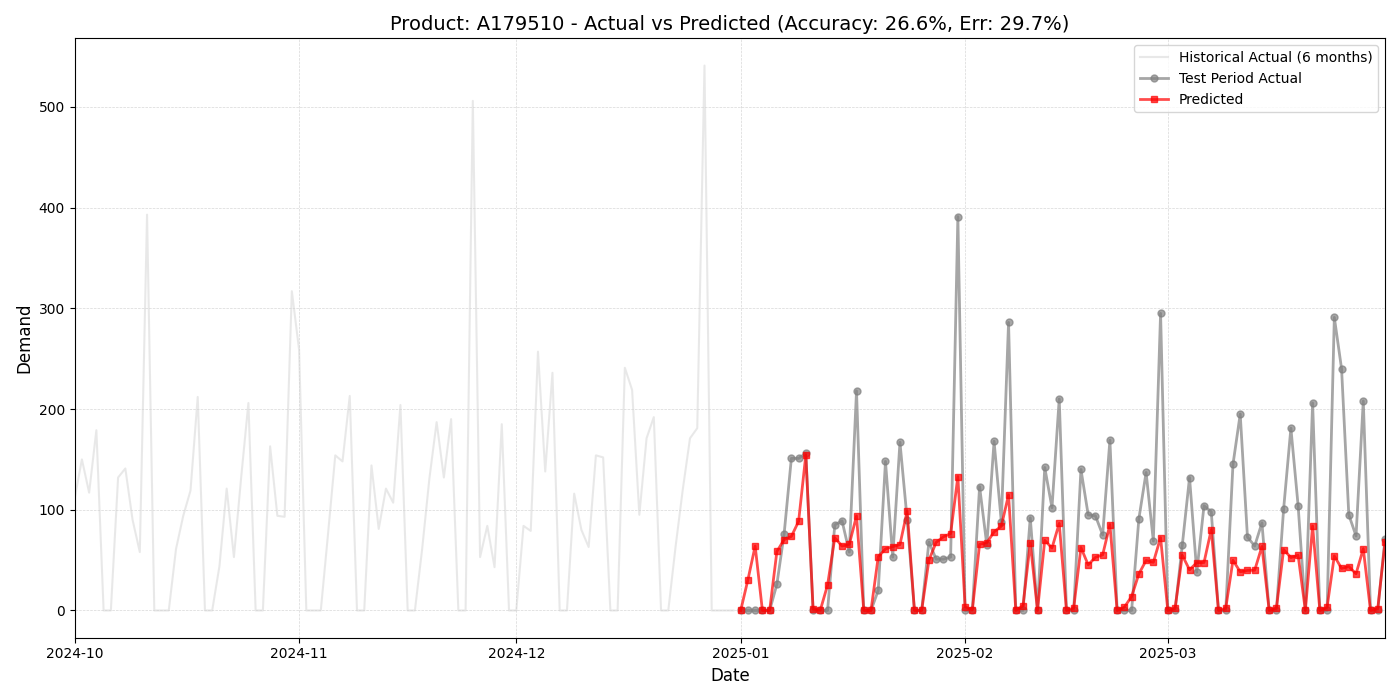 Product: A179510 - Actual vs Predicted (Accuracy: 26.6%, Err: 29.7%)
Historical Actual (6 months)
Test Period Actual
Predicted
Demand
500
400
300
200
100
0
2024-10
2024-11
2024-12
2025-01
2025-02
2025-03
Date